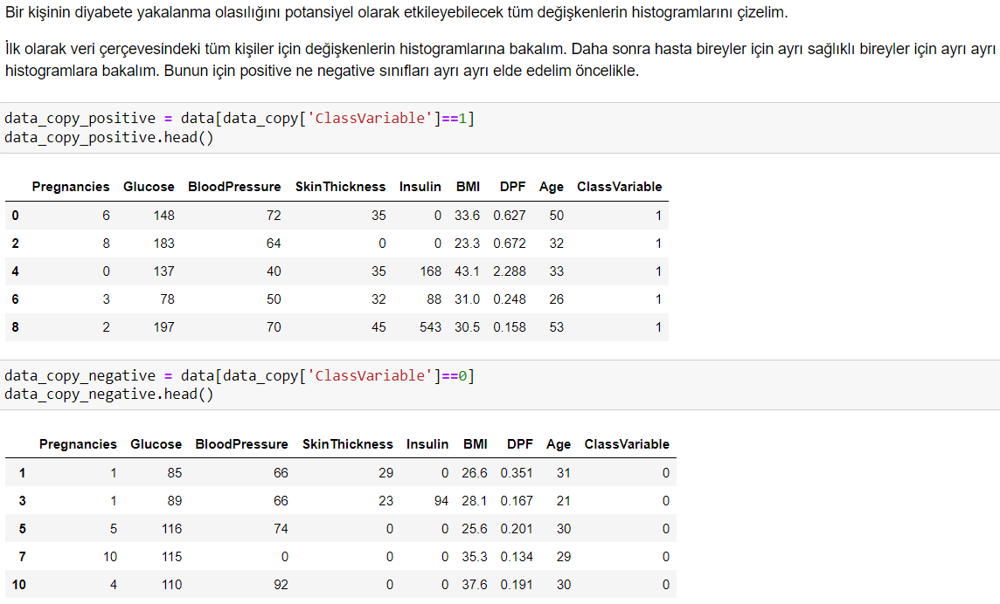 Bir kişinin diyabete yakalanma olasılığını potansiyel olarak etkileyebilecek tüm değişkenlerin histogramlarını çizelim.
İlk olarak veri çerçevesindeki tüm kişiler için değişkenlerin histogramlarına bakalım. Daha sonra hasta bireyler için ayrı sağlıklı bireyler için ayrı ayrı
histogramlara bakalım. Bunun için positive ne negative sınıfları ayrı ayrı elde edelim öncelikle.
data_copy_positive = data[data_copy['ClassVariable']==1]
data_copy_positive.head()
Pregnancies Glucose BloodPressure SkinThickness Insulin BMI DPF Age ClassVariable
0 6 148 72 35 0 33.6 0.627 50 1
2 8 183 64 0 0 23.3 0.672 32 1
4 0 137 40 35 168 43.1 2.288 33 1
6 3 78 50 32 88 31.0 0.248 26 1
8 2 197 70 45 543 30.5 0.158 53 1
data_copy_negative = data[data_copy['ClassVariable']==0]
data_copy_negative.head()
Pregnancies Glucose BloodPressure SkinThickness Insulin BMI DPF Age ClassVariable
1 1 85 66 29 0 26.6 0.351 31 0
3 1 89 66 23 94 28.1 0.167 21 0
5 5 116 74 0 0 25.6 0.201 30 0
7 10 115 0 0 0 35.3 0.134 29 0
10 4 110 92 0 0 37.6 0.191 30 0